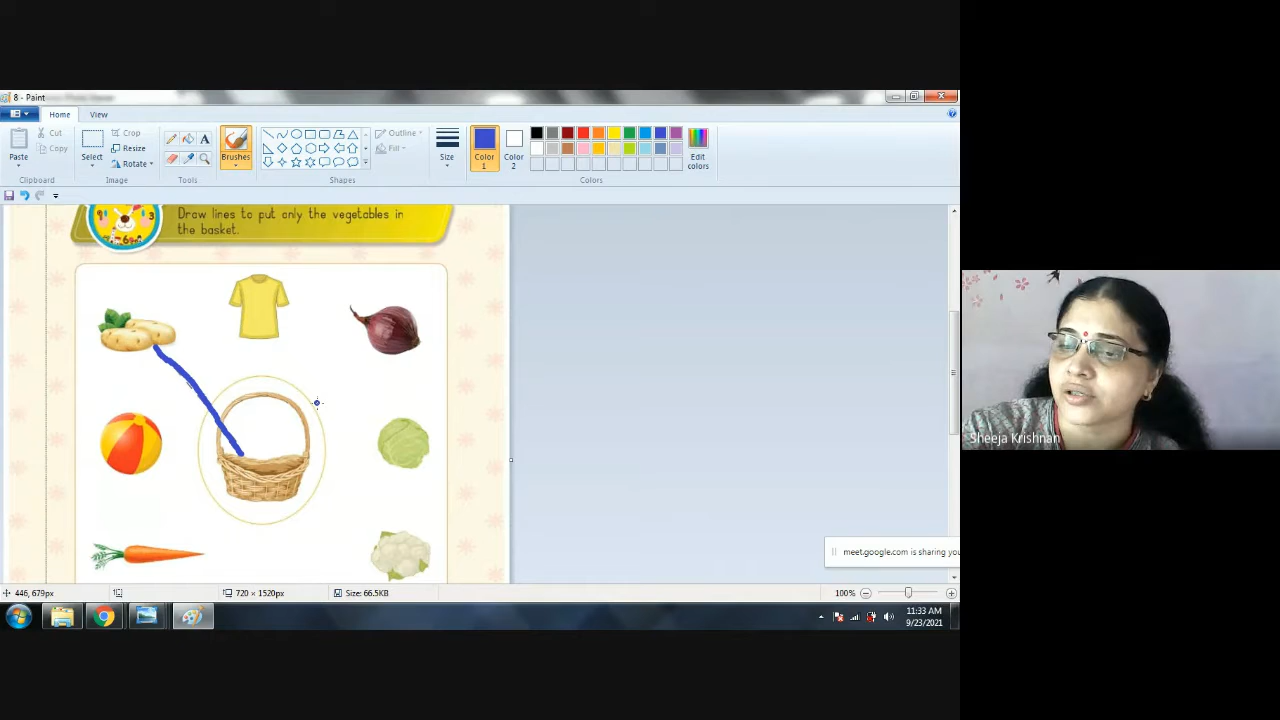 8 - Paint
Home
View
Paste
Cut
Copy
Clipboard
Select
Crop
Resize
Rotate
Image
A
Tools
Brushes
Outline
Fill
Shapes
Size
Color 1
Color 2
Edit colors
Colors
9
3
6
Draw lines to put only the vegetables in
the basket.
Sheeja Krishnan
meet.google.com is sharing you
446, 679px
720 × 1520px
Size: 66.5KB
100%
11:33 AM
9/23/2021